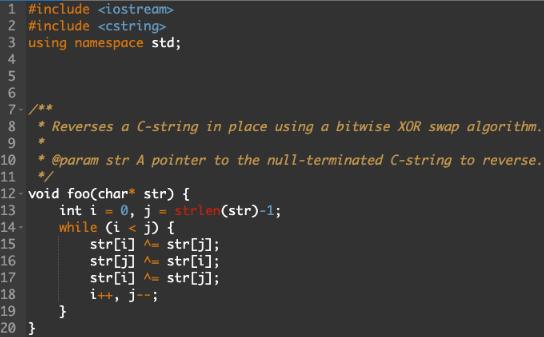 1 #include <iostream>
2 #include <cstring>
3 using namespace std;
4
5
6
7 /**
8  * Reverses a C-string in place using a bitwise XOR swap algorithm.
9  *
10  * @param str A pointer to the null-terminated C-string to reverse.
11  */
12 void foo(char* str) {
13     int i = 0, j = strlen(str)-1;
14     while (i < j) {
15         str[i] ^= str[j];
16         str[j] ^= str[i];
17         str[i] ^= str[j];
18         i++, j--;
19     }
20 }